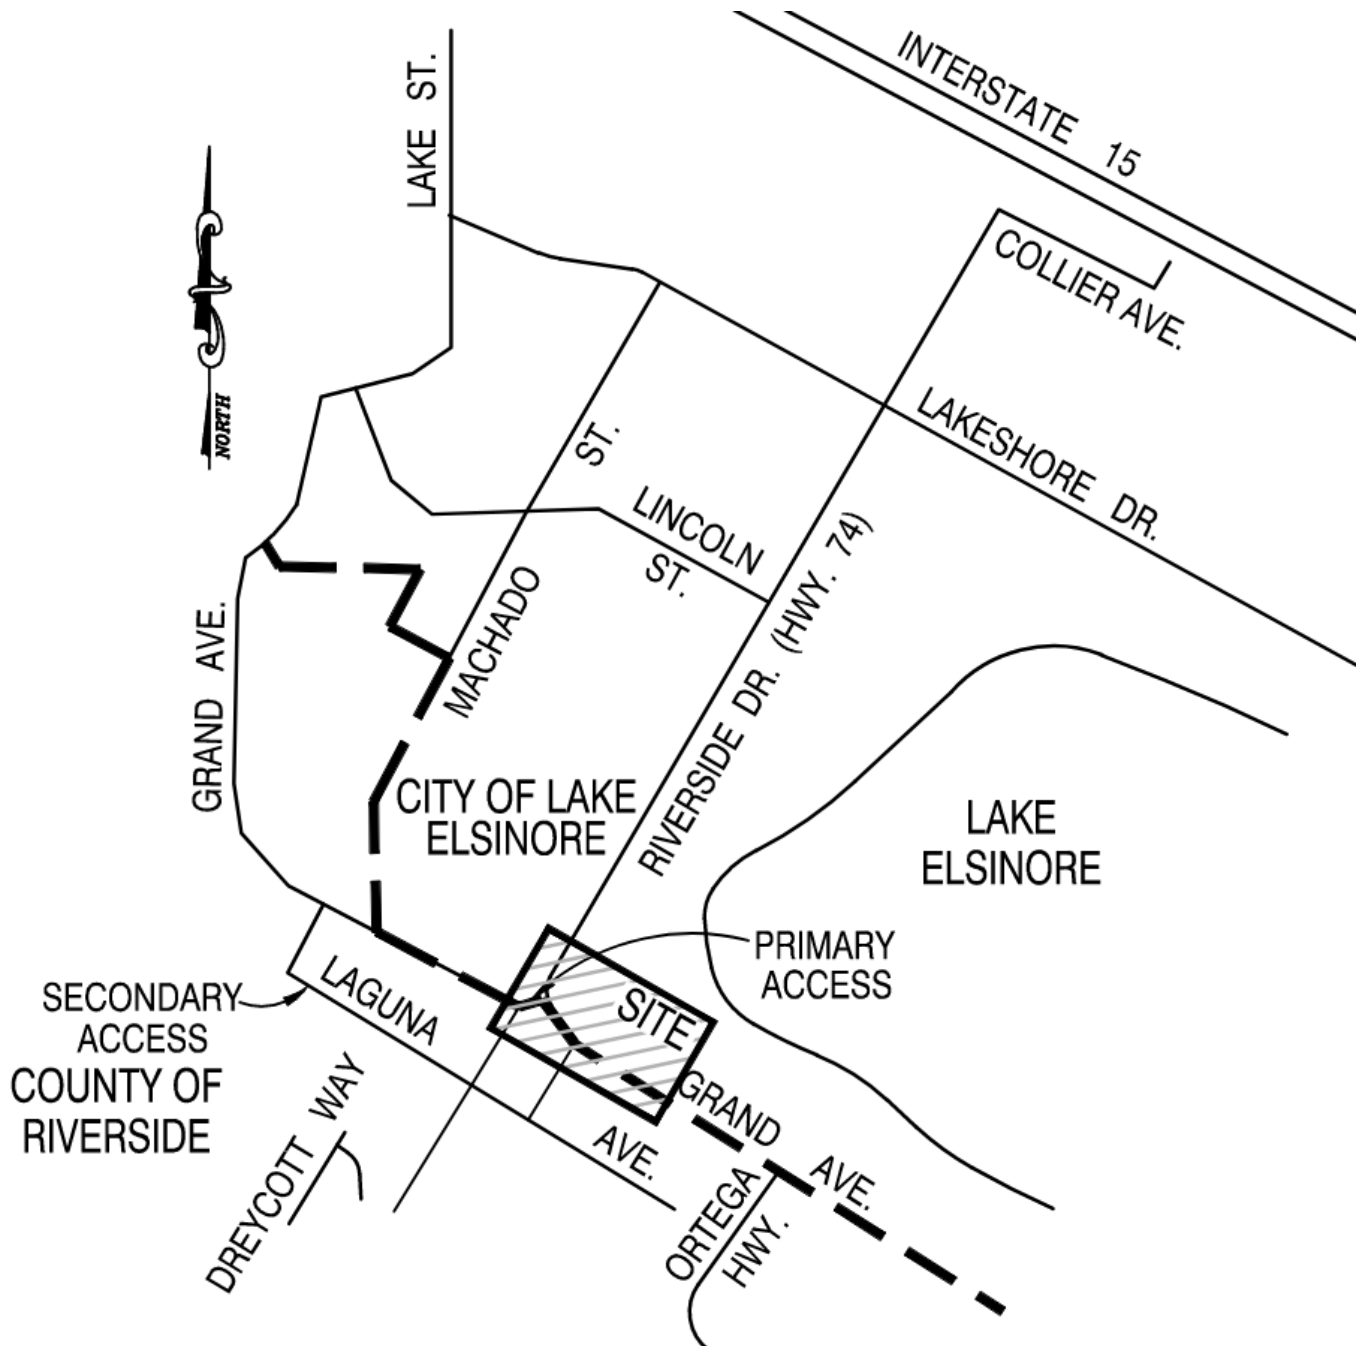 INTERSTATE 15
LAKE ST.
COLLIER AVE.
NORTH
LAKESHORE DR.
ST.
LINCOLN
ST.
RIVERSIDE DR. (HWY. 74)
MACHADO
GRAND AVE.
CITY OF LAKE
ELSINORE
LAKE
ELSINORE
PRIMARY
ACCESS
SITE
LAGUNA
SECONDARY
ACCESS
COUNTY OF
RIVERSIDE
DREYCOTT WAY
GRAND
AVE.
AVE.
ORTEGA
HWY.